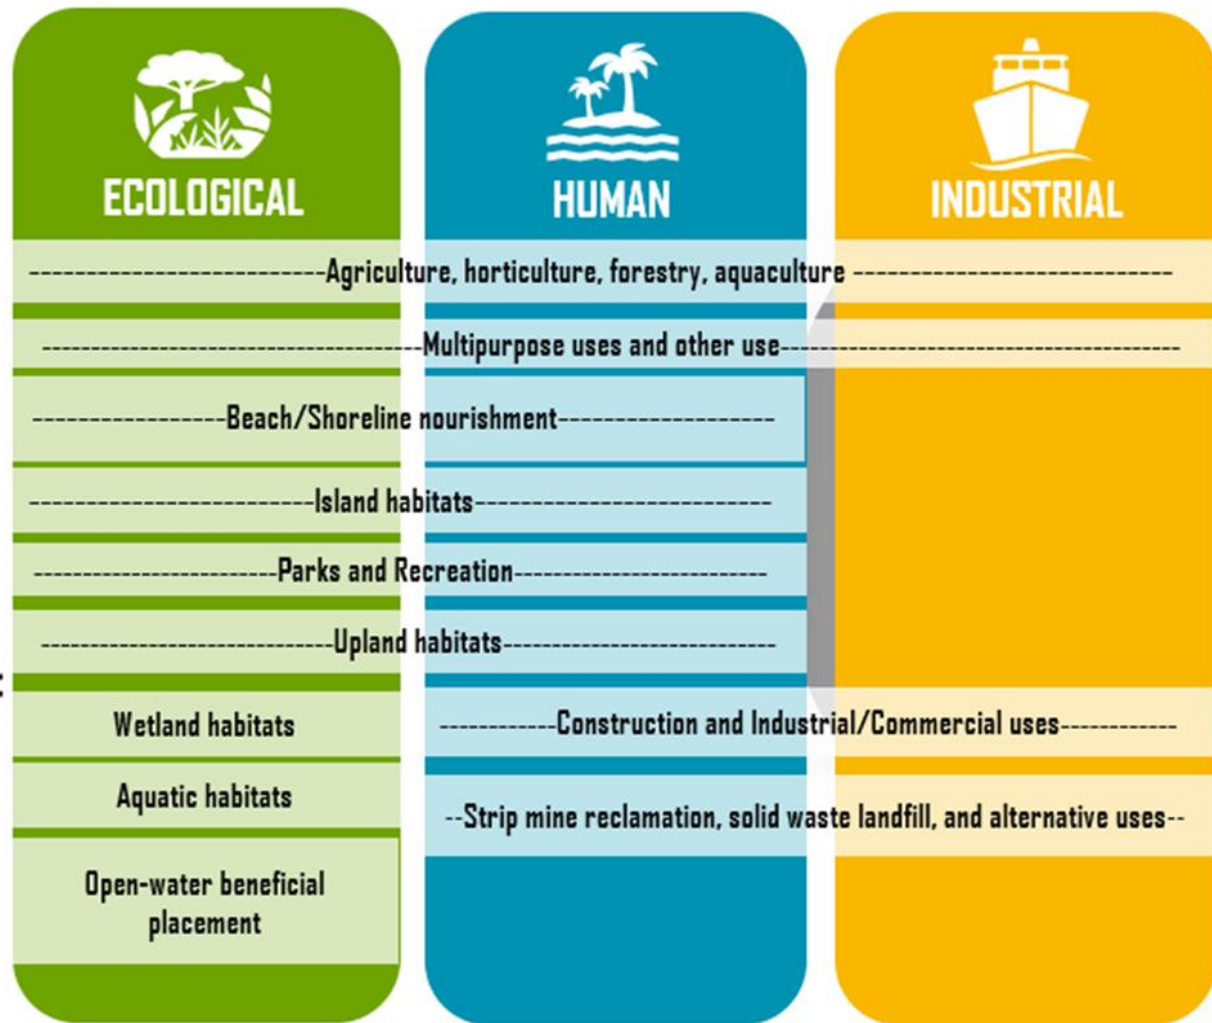 ECOLOGICAL
HUMAN
INDUSTRIAL
---------------------------Agriculture, horticulture, forestry, aquaculture -----------------------------
---------------------------------------Multipurpose uses and other use-----------------------------------------
-------------------Beach/Shoreline nourishment---------------------
-----------------------------Island habitats-----------------------------
-------------------------Parks and Recreation--------------------------
------------------------------Upland habitats----------------------------
:
Wetland habitats
------------Construction and Industrial/Commercial uses------------
Aquatic habitats
--Strip mine reclamation, solid waste landfill, and alternative uses--
Open-water beneficial
placement